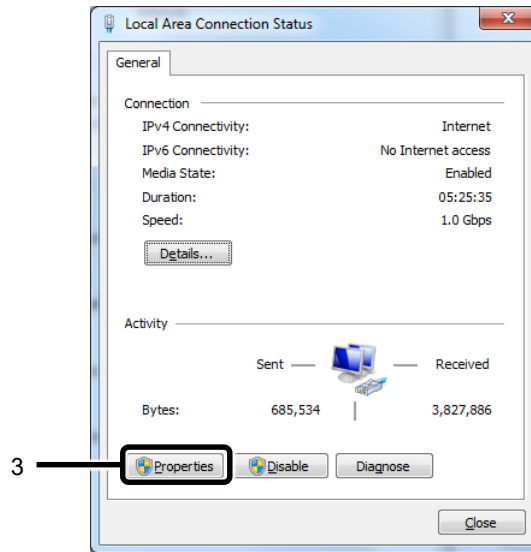 Local Area Connection Status
General
Connection
IPv4 Connectivity: Internet
IPv6 Connectivity: No Internet access
Media State: Enabled
Duration: 05:25:35
Speed: 1.0 Gbps
Details...
Activity
Sent Received
Bytes: 685,534 3,827,886
3 Properties Disable Diagnose
Close